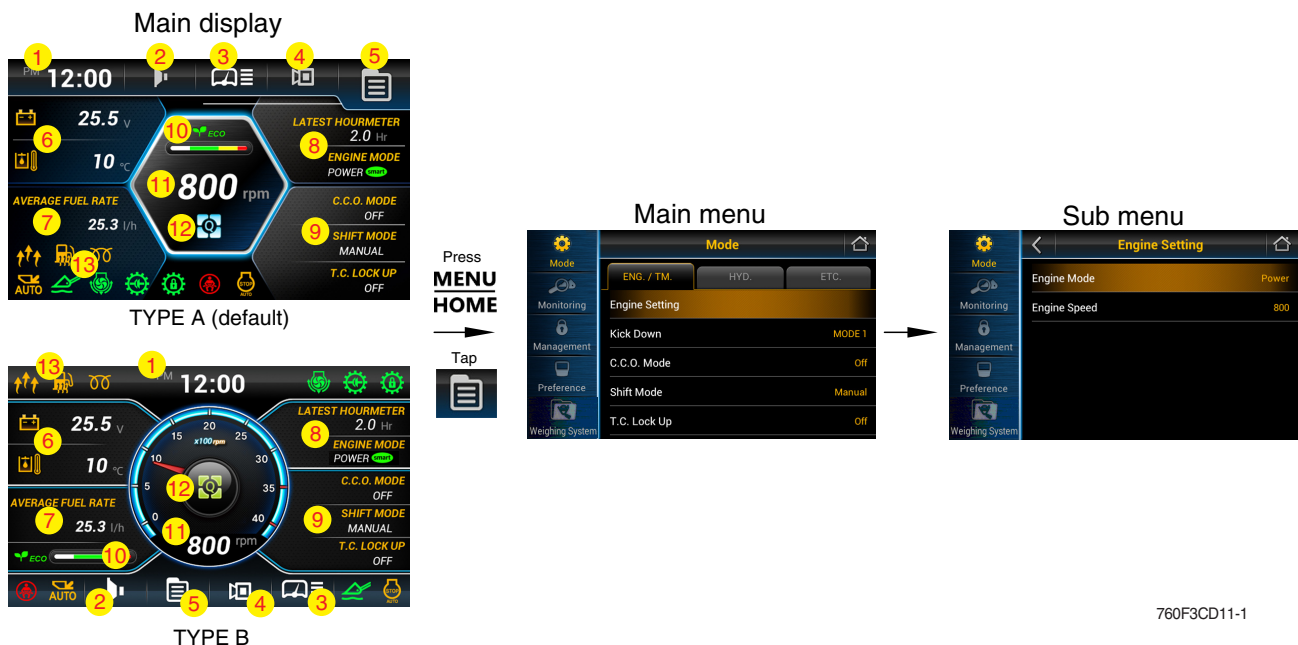 Main display
1
2
3
4
5
PM 12:00
25.5 V
6
10 °C
10
ECO
LATEST HOURMETER
2.0 Hr
8
ENGINE MODE
POWER smart
11
800 rpm
12
AVERAGE FUEL RATE
7
25.3 l/h
C.C.O. MODE
OFF
9
SHIFT MODE
MANUAL
T.C. LOCK UP
OFF
13
AUTO
STOP
AUTO
TYPE A (default)
Press
MENU
HOME
Tap
Main menu
Mode
Mode
Monitoring
Management
Preference
Weighing System
ENG. / TM.
HYD.
ETC.
Engine Setting
Kick Down MODE 1
C.C.O. Mode Off
Shift Mode Manual
T.C. Lock Up Off
Sub menu
Mode
Monitoring
Management
Preference
Weighing System
Engine Setting
Engine Mode Power
Engine Speed 800
13
1
PM 12:00
25.5 V
6
10 °C
LATEST HOURMETER
2.0 Hr
8
ENGINE MODE
POWER smart
0
5
10
15
20
25
30
35
40
x100 rpm
12
11
800 rpm
AVERAGE FUEL RATE
7
25.3 l/h
ECO
10
C.C.O. MODE
OFF
9
SHIFT MODE
MANUAL
T.C. LOCK UP
OFF
AUTO
2
5
4
3
STOP
AUTO
TYPE B
760F3CD11-1